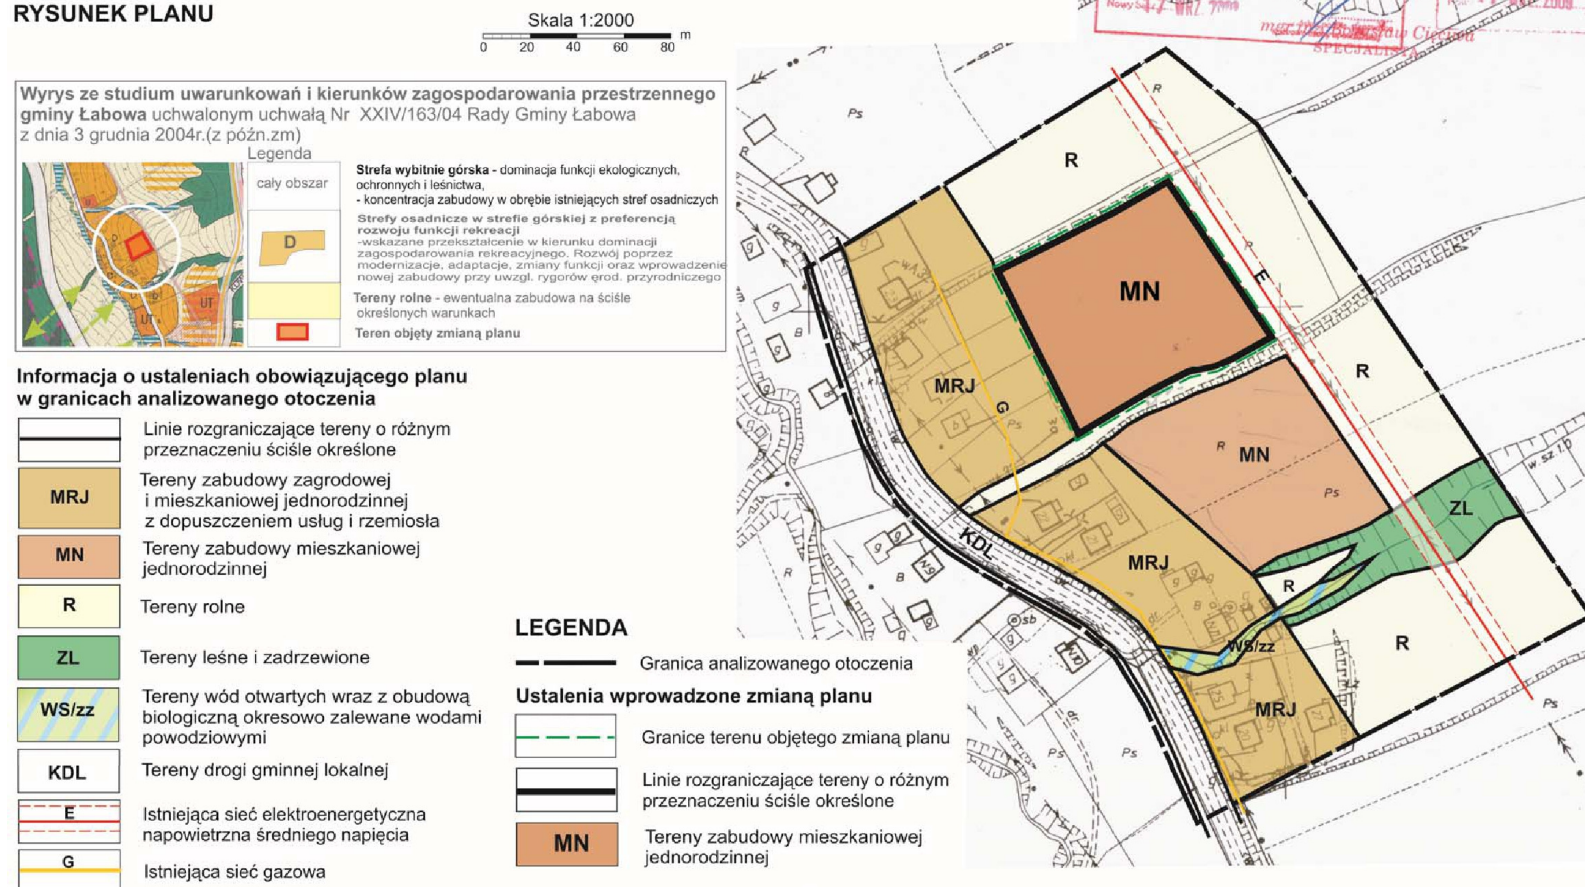 RYSUNEK PLANU
Skala 1:2000
0 20 40 60 80 m
Wyrys ze studium uwarunkowań i kierunków zagospodarowania przestrzennego
gminy Łabowa uchwalonym uchwałą Nr XXIV/163/04 Rady Gminy Łabowa
z dnia 3 grudnia 2004r.(z późn.zm)
Legenda
cały obszar
Strefa wybitnie górska - dominacja funkcji ekologicznych,
ochronnych i leśnictwa,
- koncentracja zabudowy w obrębie istniejących stref osadniczych
D
Strefy osadnicze w strefie górskiej z preferencją
rozwoju funkcji rekreacji
-wskazane przekształcenie w kierunku dominacji
zagospodarowania rekreacyjnego. Rozwój poprzez
modernizacje, adaptacje, zmiany funkcji oraz wprowadzenie
nowej zabudowy przy uwzgl. rygorów ęrod. przyrodniczego
Tereny rolne - ewentualna zabudowa na ściśle
określonych warunkach
Teren objęty zmianą planu
UT
UT
Informacja o ustaleniach obowiązującego planu
w granicach analizowanego otoczenia
Linie rozgraniczające tereny o różnym
przeznaczeniu ściśle określone
MRJ
Tereny zabudowy zagrodowej
i mieszkaniowej jednorodzinnej
z dopuszczeniem usług i rzemiosła
MN
Tereny zabudowy mieszkaniowej
jednorodzinnej
R
Tereny rolne
ZL
Tereny leśne i zadrzewione
WS/zz
Tereny wód otwartych wraz z obudową
biologiczną okresowo zalewane wodami
powodziowymi
KDL
Tereny drogi gminnej lokalnej
E
Istniejąca sieć elektroenergetyczna
napowietrzna średniego napięcia
G
Istniejąca sieć gazowa
LEGENDA
Granica analizowanego otoczenia
Ustalenia wprowadzone zmianą planu
Granice terenu objętego zmianą planu
Linie rozgraniczające tereny o różnym
przeznaczeniu ściśle określone
MN
Tereny zabudowy mieszkaniowej
jednorodzinnej
SPECJALISTA
Ps
R
R
MN
E
R
MRJ
G
Ps
R
MN
Ps
w.sz.1.0
ZL
KDL
MRJ
R
R
B
sb
WS/zz
R
MRJ
Ps
Ps
Ps
dr